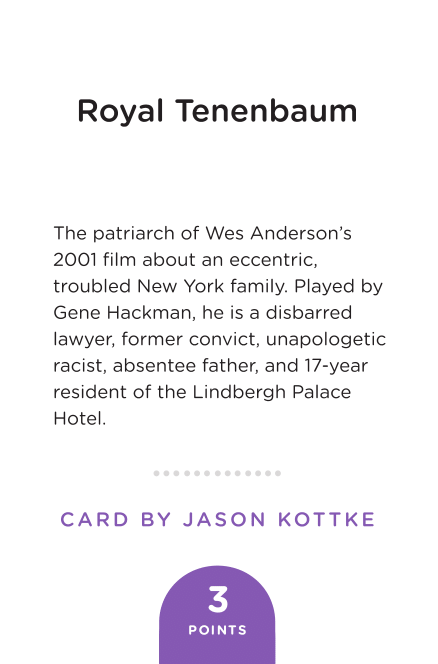 Royal Tenenbaum
The patriarch of Wes Anderson’s
2001 film about an eccentric,
troubled New York family. Played by
Gene Hackman, he is a disbarred
lawyer, former convict, unapologetic
racist, absentee father, and 17-year
resident of the Lindbergh Palace
Hotel.
CARD BY JASON KOTTKE
3
POINTS